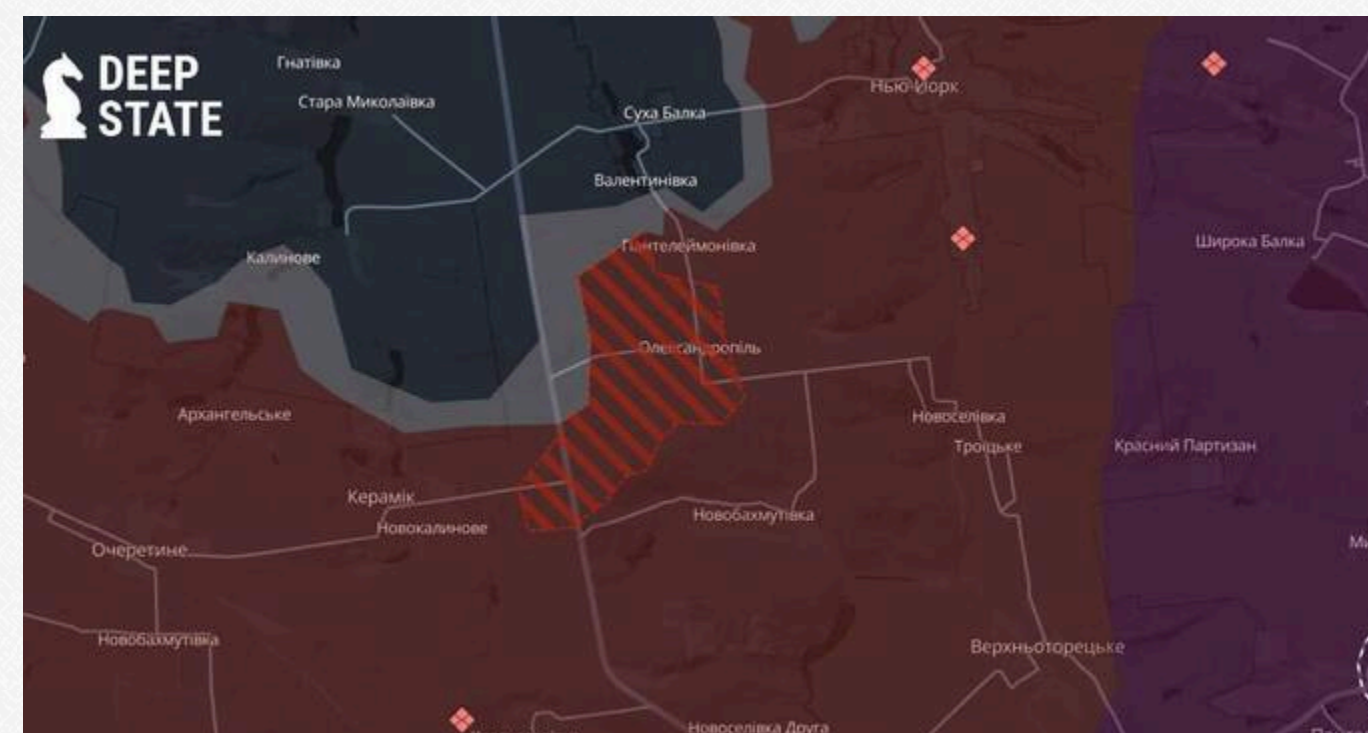 DEEP
STATE
Гнатівка
Стара Миколаївка
Суха Балка
Нью-Йорк
Валентинівка
Пантелеймонівка
Широка Балка
Калинове
Олександропіль
Архангельське
Новоселівка
Троїцьке
Красний Партизан
Керамік
Новобахмутівка
Новокалинове
Очеретине
Новобахмутівка
Верхньоторецьке
Новоселівка Друга